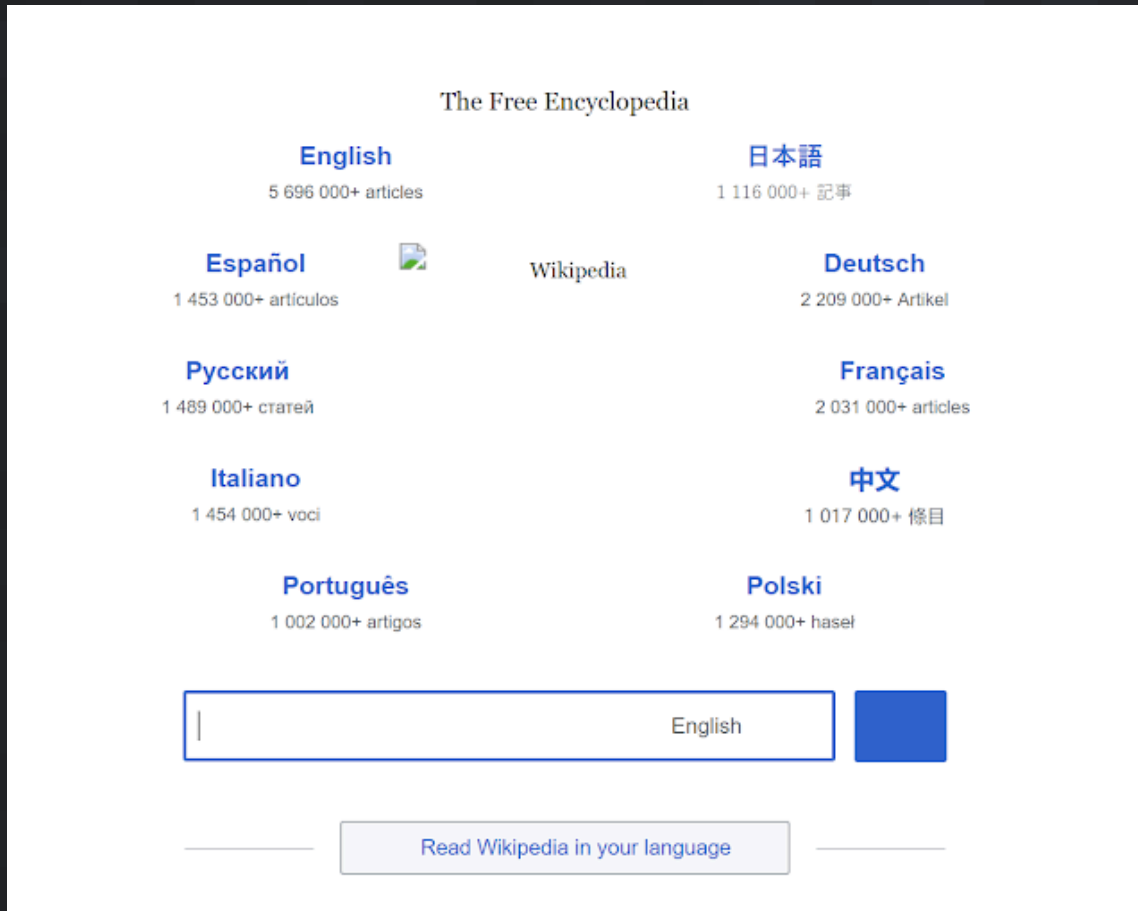 The Free Encyclopedia
English
5 696 000+ articles
日本語
1 116 000+ 記事
Español
1 453 000+ artículos
Wikipedia
Deutsch
2 209 000+ Artikel
Русский
1 489 000+ статей
Français
2 031 000+ articles
Italiano
1 454 000+ voci
中文
1 017 000+ 條目
Português
1 002 000+ artigos
Polski
1 294 000+ haseł
English
Read Wikipedia in your language